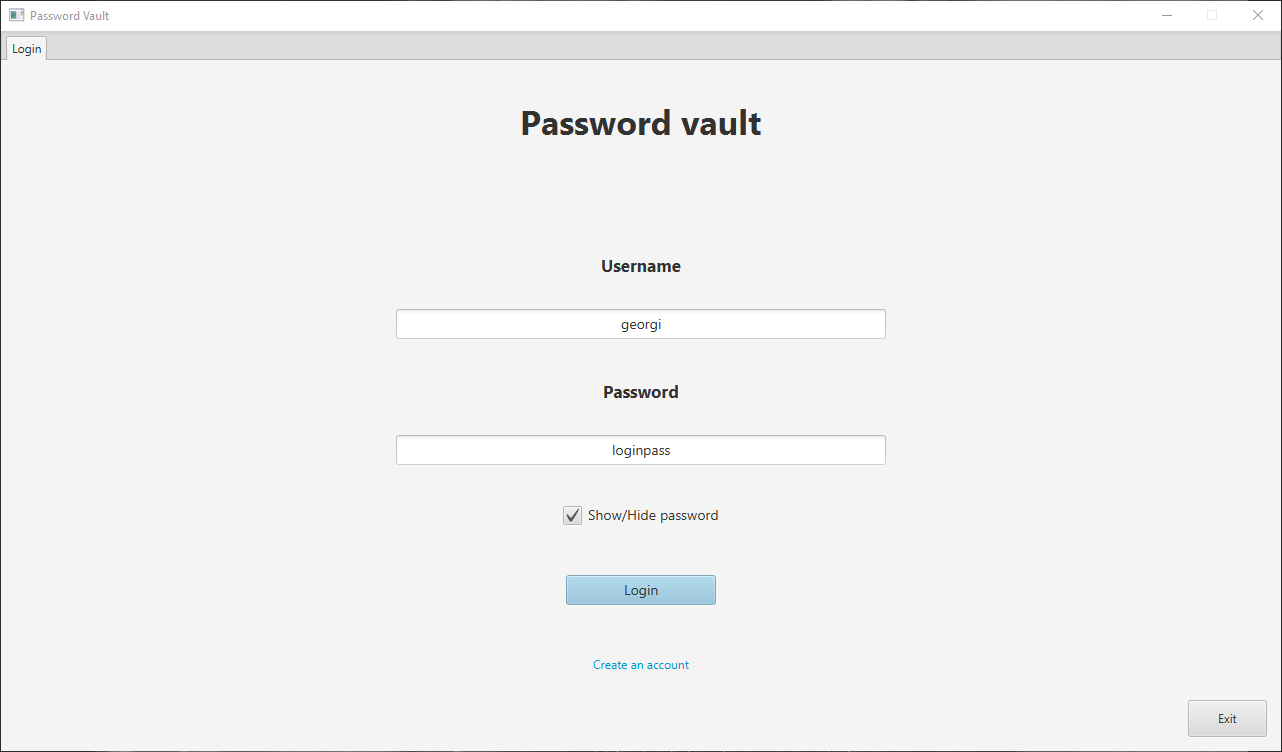 Password Vault
Login
Password vault
Username
georgi
Password
loginpass
Show/Hide password
Login
Create an account
Exit